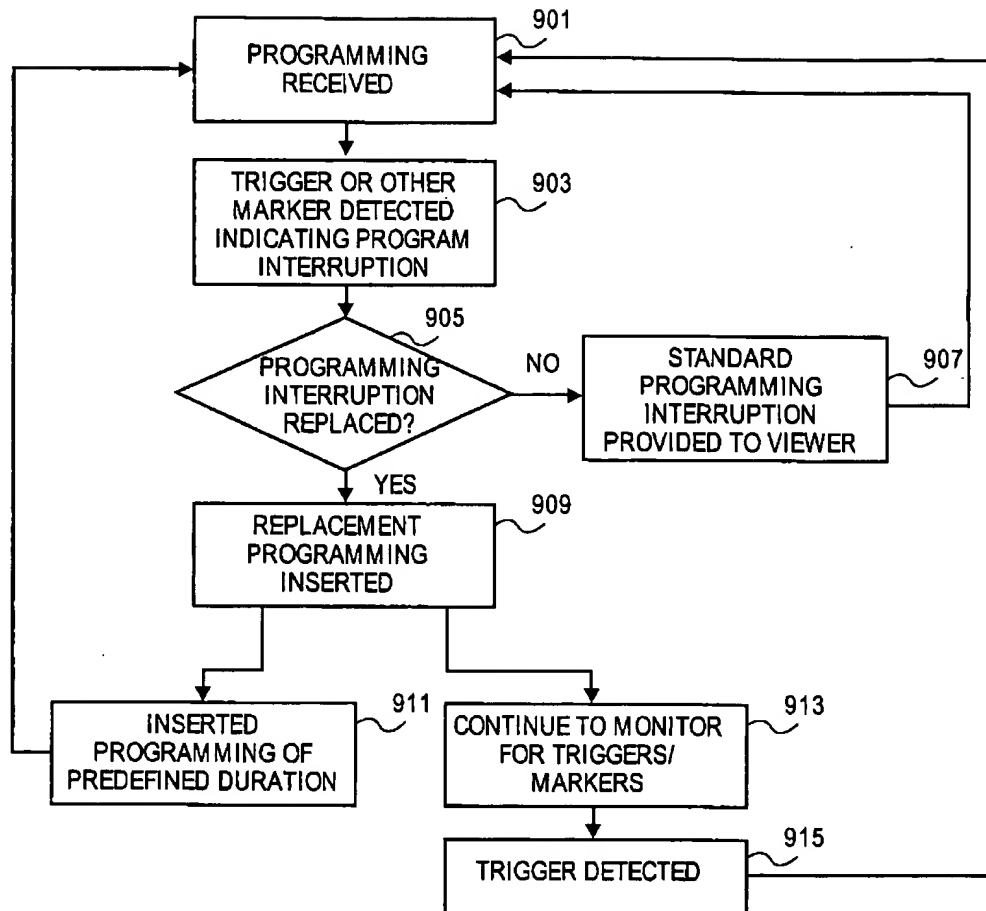 901
PROGRAMMING
RECEIVED
903
TRIGGER OR OTHER
MARKER DETECTED
INDICATING PROGRAM
INTERRUPTION
905
PROGRAMMING
INTERRUPTION
REPLACED?
NO
907
STANDARD
PROGRAMMING
INTERRUPTION
PROVIDED TO VIEWER
YES
909
REPLACEMENT
PROGRAMMING
INSERTED
911
INSERTED
PROGRAMMING OF
PREDEFINED DURATION
913
CONTINUE TO MONITOR
FOR TRIGGERS/
MARKERS
915
TRIGGER DETECTED